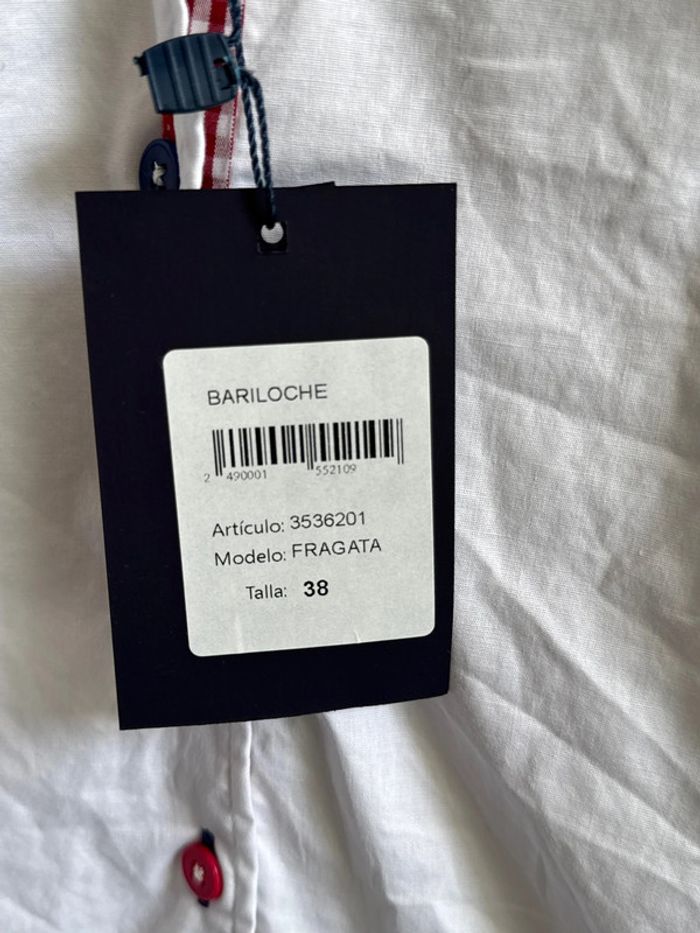 BARILOCHE
2 490001 552109
Artículo: 3536201
Modelo: FRAGATA
Talla: 38